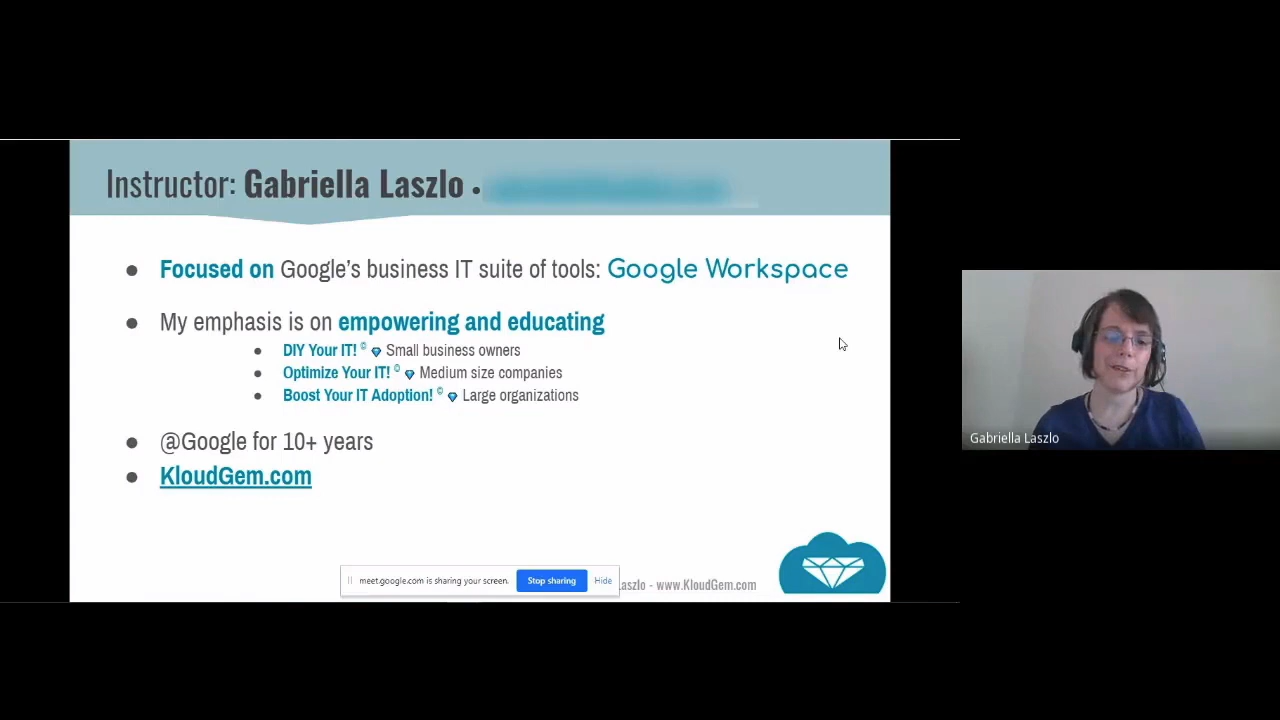 Instructor: Gabriella Laszlo •
● Focused on Google's business IT suite of tools: Google Workspace
● My emphasis is on empowering and educating
● DIY Your IT! © Small business owners
● Optimize Your IT! © Medium size companies
● Boost Your IT Adoption! © Large organizations
● @Google for 10+ years
● KloudGem.com
meet.google.com is sharing your screen. Stop sharing Hide
Laszlo - www.KloudGem.com
Gabriella Laszlo